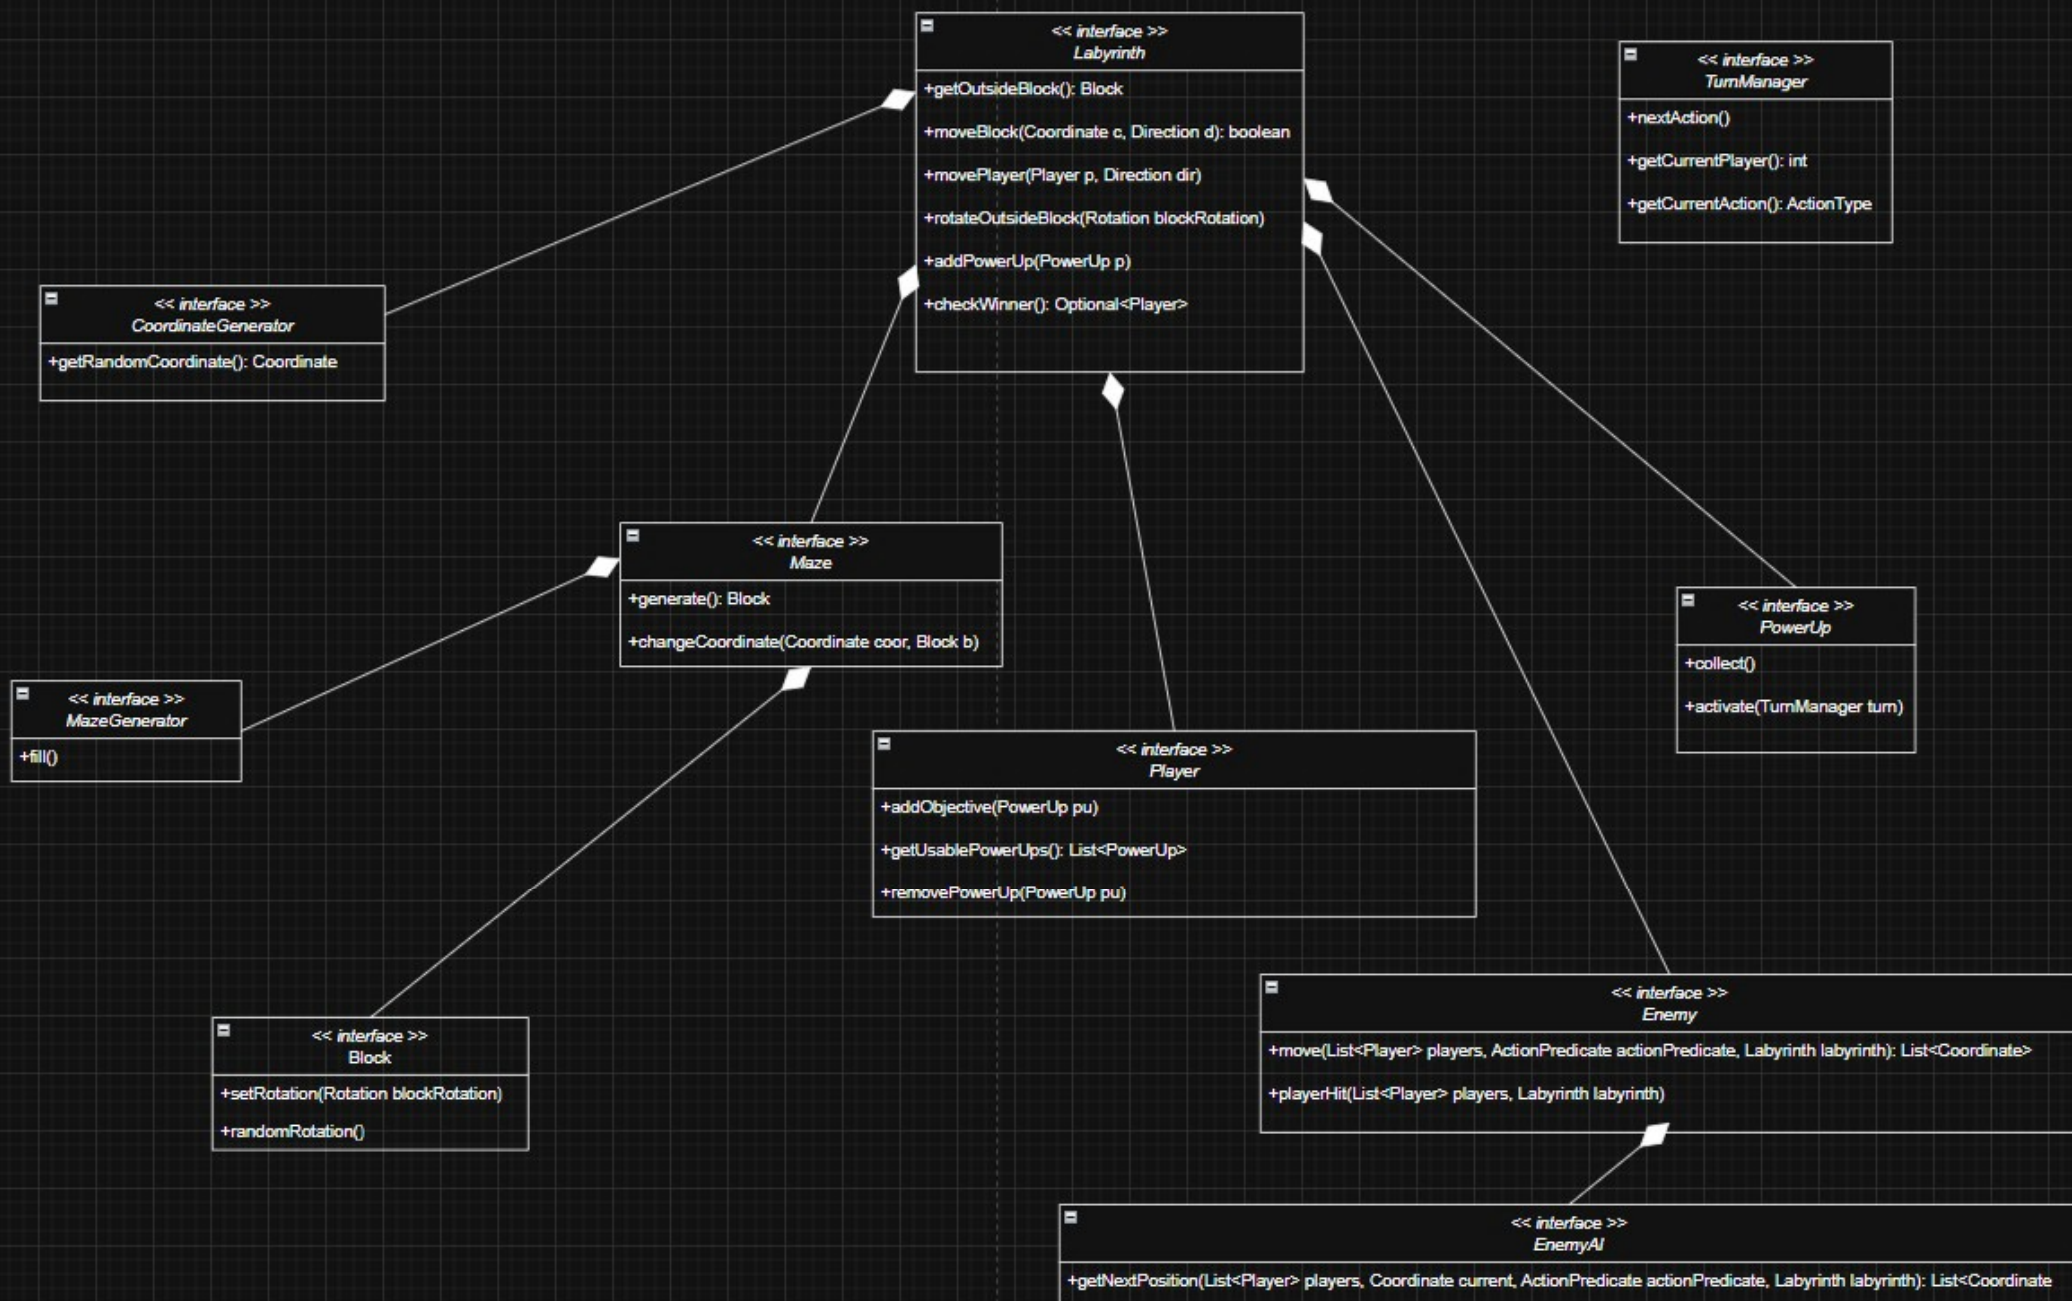 << interface >>
Labyrinth
+getOutsideBlock(): Block
+moveBlock(Coordinate c, Direction d): boolean
+movePlayer(Player p, Direction dir)
+rotateOutsideBlock(Rotation blockRotation)
+addPowerUp(PowerUp p)
+checkWinner(): Optional<Player>
<< interface >>
TurnManager
+nextAction()
+getCurrentPlayer(): int
+getCurrentAction(): ActionType
<< interface >>
CoordinateGenerator
+getRandomCoordinate(): Coordinate
<< interface >>
Maze
+generate(): Block
+changeCoordinate(Coordinate coor, Block b)
<< interface >>
PowerUp
+collect()
+activate(TurnManager turn)
<< interface >>
MazeGenerator
+fill()
<< interface >>
Player
+addObjective(PowerUp pu)
+getUsablePowerUps(): List<PowerUp>
+removePowerUp(PowerUp pu)
<< interface >>
Enemy
+move(List<Player> players, ActionPredicate actionPredicate, Labyrinth labyrinth): List<Coordinate>
+playerHit(List<Player> players, Labyrinth labyrinth)
<< interface >>
Block
+setRotation(Rotation blockRotation)
+randomRotation()
<< interface >>
EnemyAI
+getNextPosition(List<Player> players, Coordinate current, ActionPredicate actionPredicate, Labyrinth labyrinth): List<Coordinate